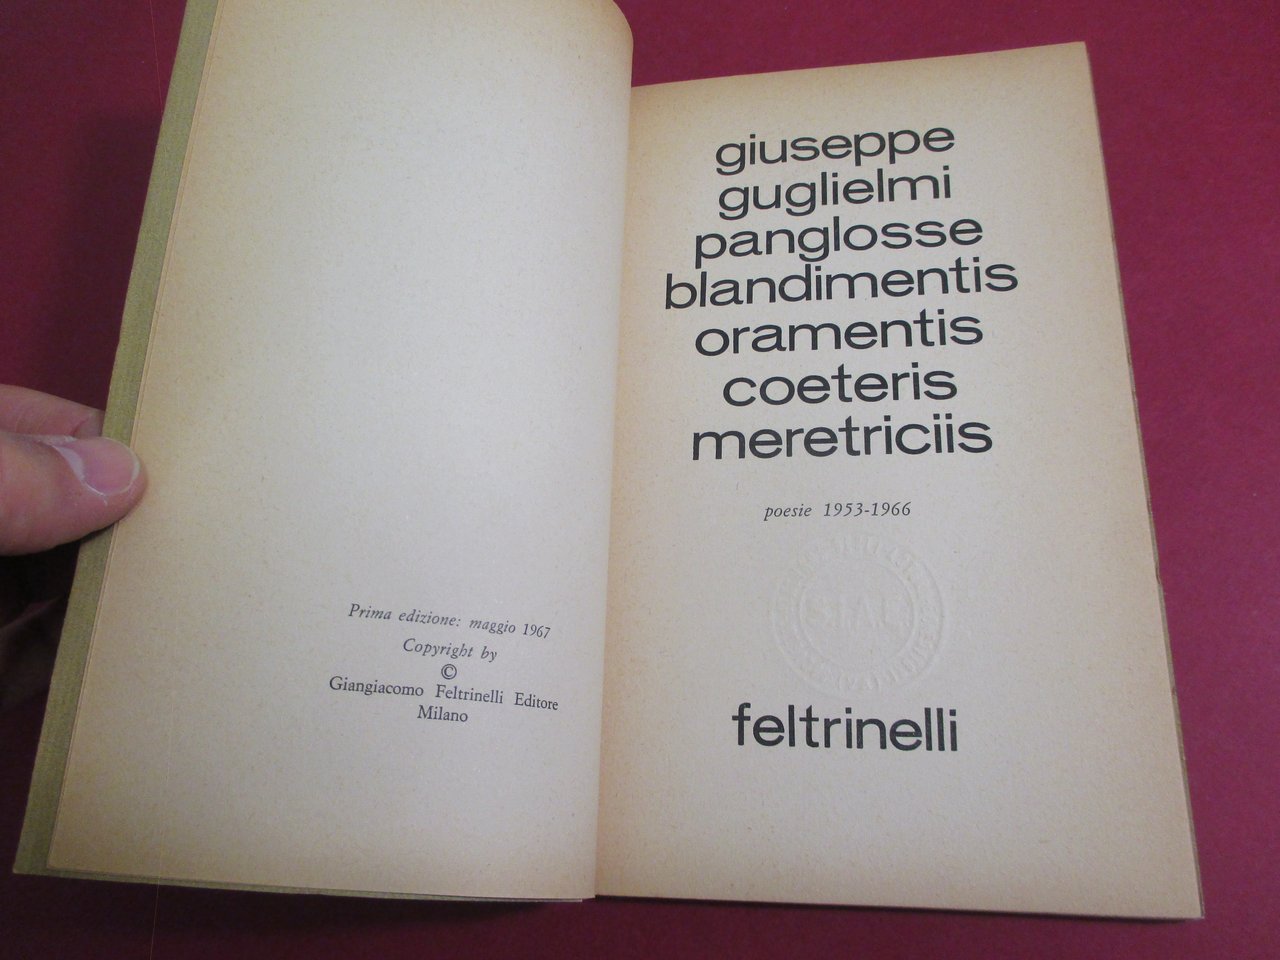 Prima edizione: maggio 1967
Copyright by
©
Giangiacomo Feltrinelli Editore
Milano
giuseppe
guglielmi
panglosse
blandimentis
oramentis
coeteris
meretriciis
poesie 1953-1966
feltrinelli